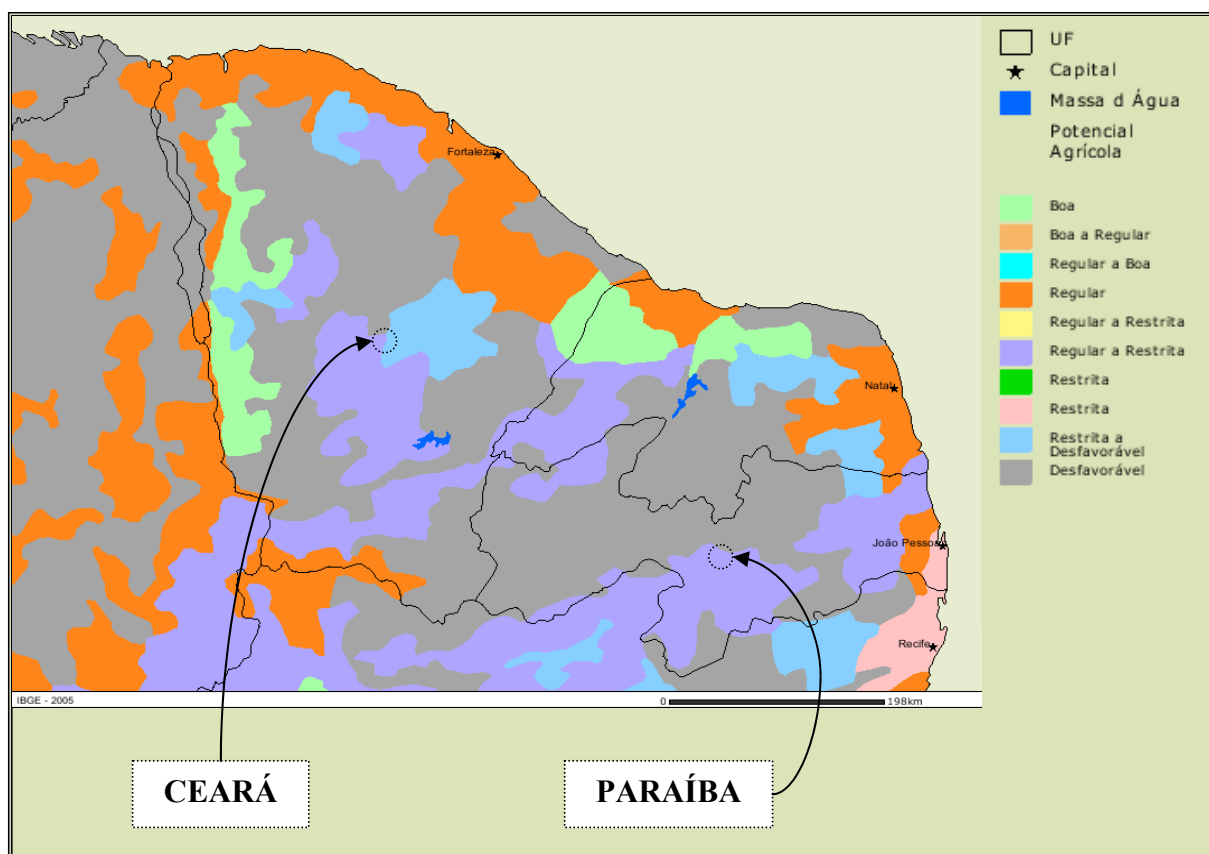 UF
Capital
Massa d Água
Potencial
Agrícola
Boa
Boa a Regular
Regular a Boa
Regular
Regular a Restrita
Regular a Restrita
Restrita
Restrita
Restrita a
Desfavorável
Desfavorável
Fortaleza
Natal
João Pessoa
Recife
IBGE - 2005
0
198km
CEARÁ
PARAÍBA